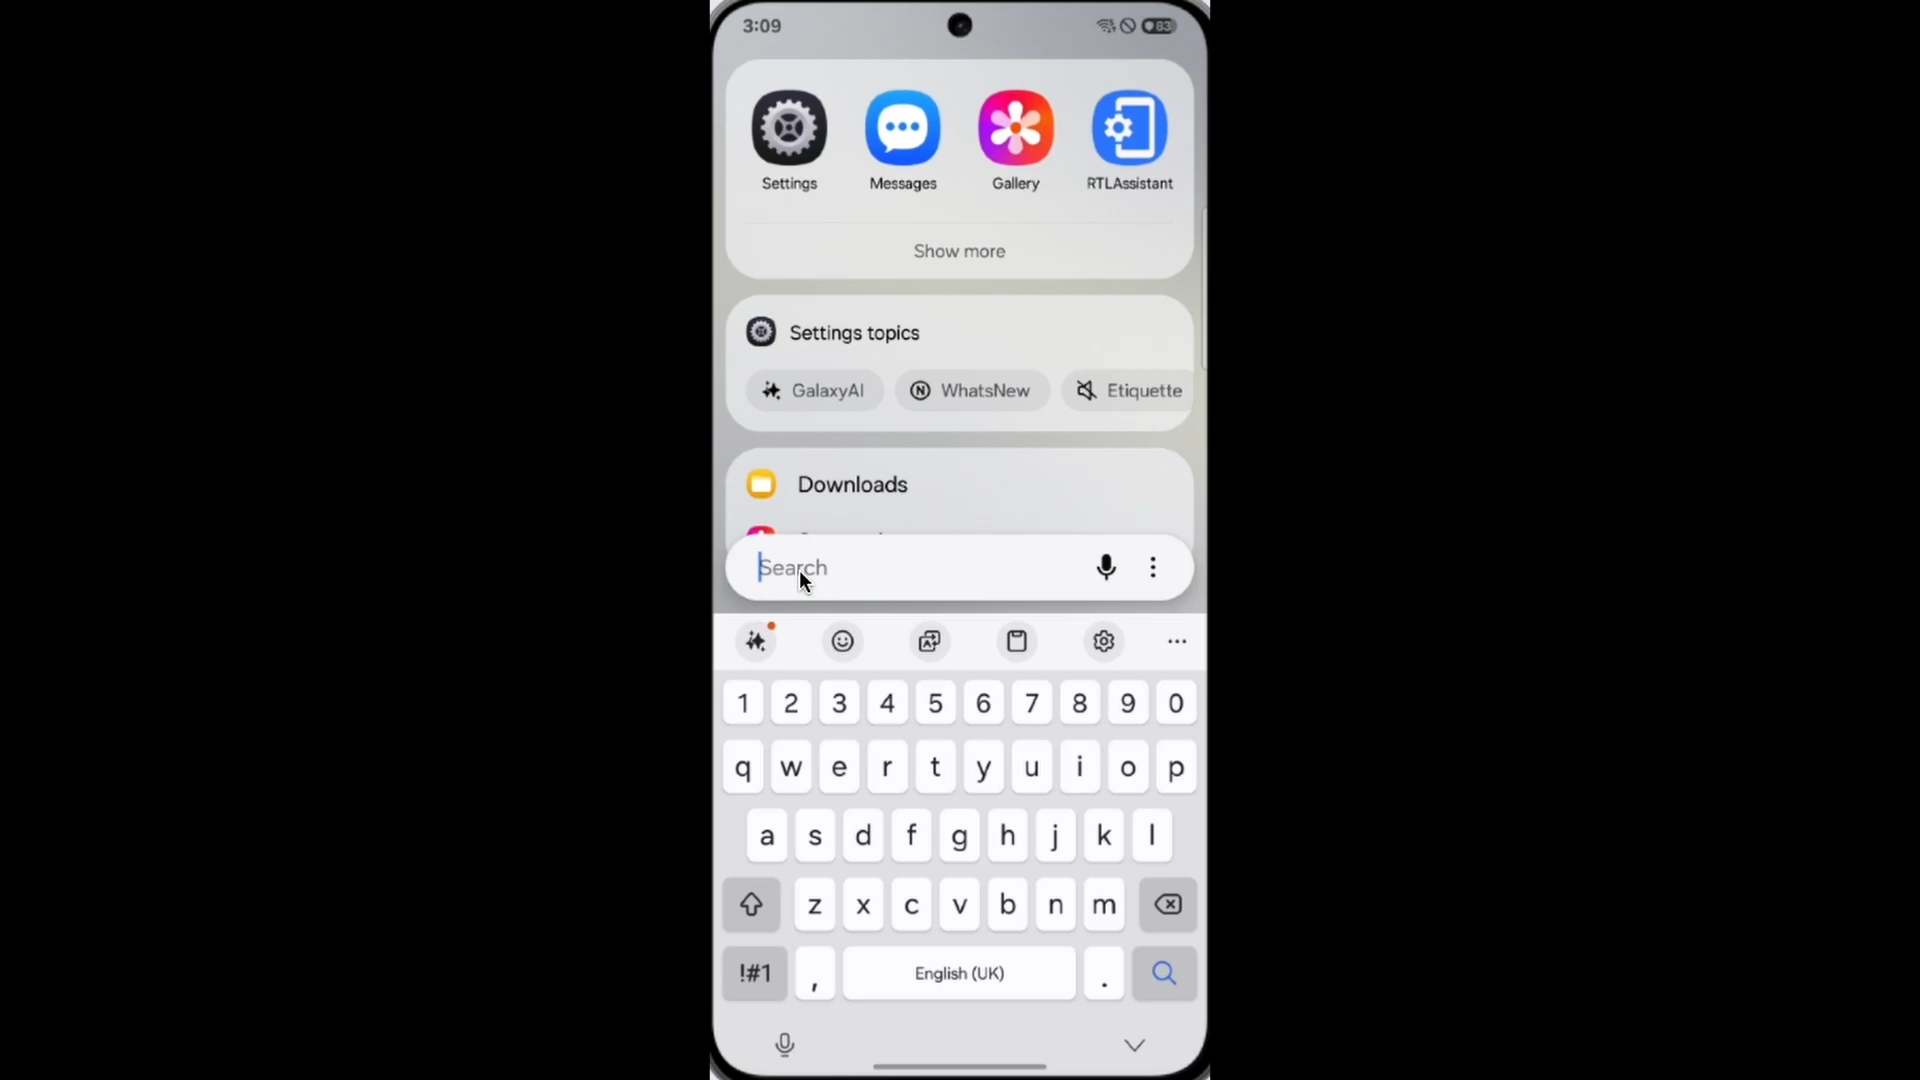 3:09
83
Settings Messages Gallery RTLAssistant
Show more
Settings topics
GalaxyAI WhatsNew Etiquette
Downloads
Search
1 2 3 4 5 6 7 8 9 0
q w e r t y u i o p
a s d f g h j k l
z x c v b n m
!#1 , English (UK) .